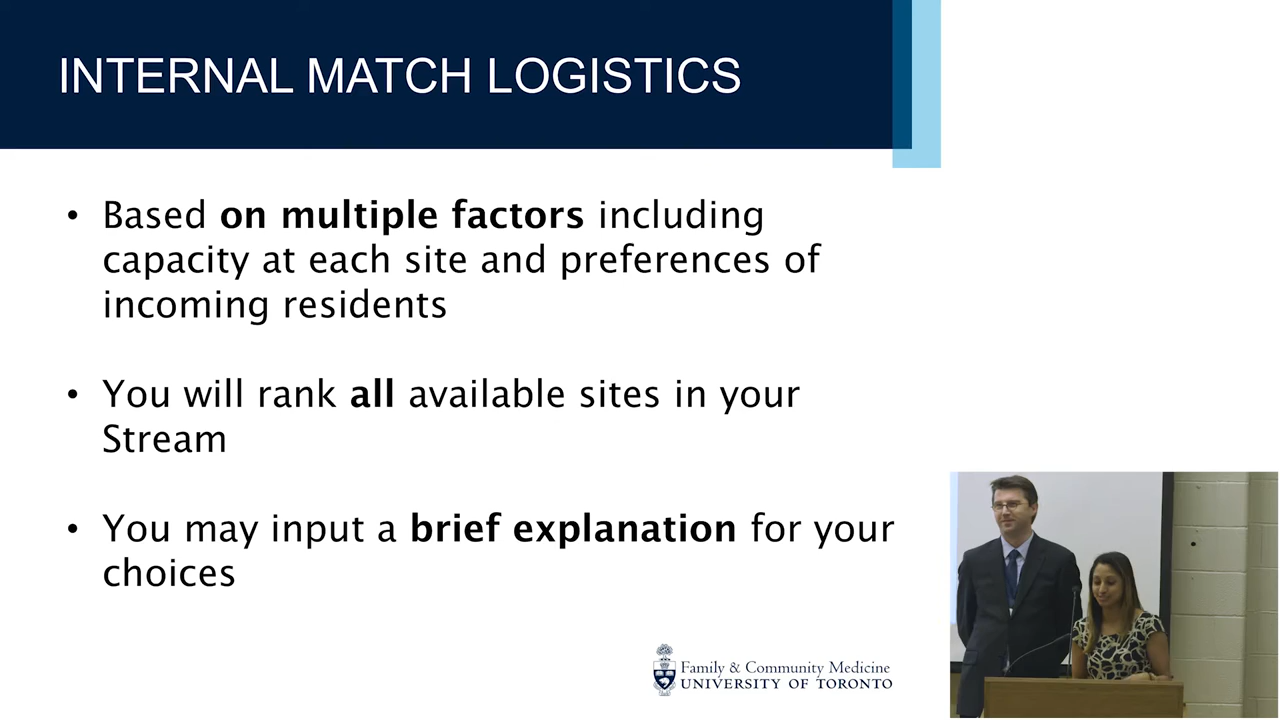 INTERNAL MATCH LOGISTICS
• Based on multiple factors including
capacity at each site and preferences of
incoming residents
• You will rank all available sites in your
Stream
• You may input a brief explanation for your
choices
Family & Community Medicine
UNIVERSITY OF TORONTO